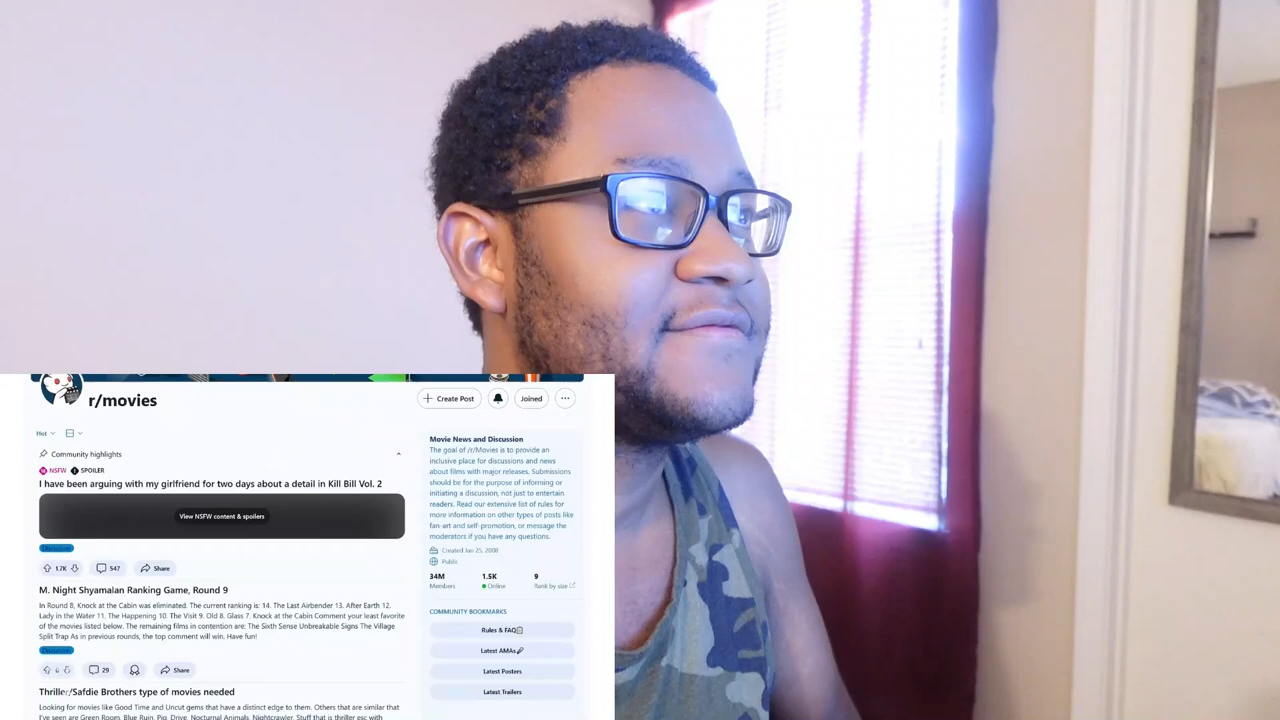 r/movies
Create Post
Joined
Hot
Community highlights
NSFW SPOILER
I have been arguing with my girlfriend for two days about a detail in Kill Bill Vol. 2
View NSFW content & spoilers
Discussion
1.7K 547 Share
M. Night Shyamalan Ranking Game, Round 9
In Round 8, Knock at the Cabin was eliminated. The current ranking is: 14. The Last Airbender 13. After Earth 12.
Lady in the Water 11. The Happening 10. The Visit 9. Old 8. Glass 7. Knock at the Cabin Comment your least favorite
of the movies listed below. The remaining films in contention are: The Sixth Sense Unbreakable Signs The Village
Split Trap As in previous rounds, the top comment will win. Have fun!
Discussion
6 29 Share
Thriller/Safdie Brothers type of movies needed
Looking for movies like Good Time and Uncut gems that have a distinct edge to them. Others that are similar that
I've seen are Green Room, Blue Ruin, Pig, Drive, Nocturnal Animals, Nightcrawler. Stuff that is thriller esc with
Movie News and Discussion
The goal of /r/Movies is to provide an
inclusive place for discussions and news
about films with major releases. Submissions
should be for the purpose of informing or
initiating a discussion, not just to entertain
readers. Read our extensive list of rules for
more information on other types of posts like
fan-art and self-promotion, or message the
moderators if you have any questions.
Created Jan 25, 2008
Public
34M 1.5K 9
Members Online Rank by size
COMMUNITY BOOKMARKS
Rules & FAQ
Latest AMAs
Latest Posters
Latest Trailers